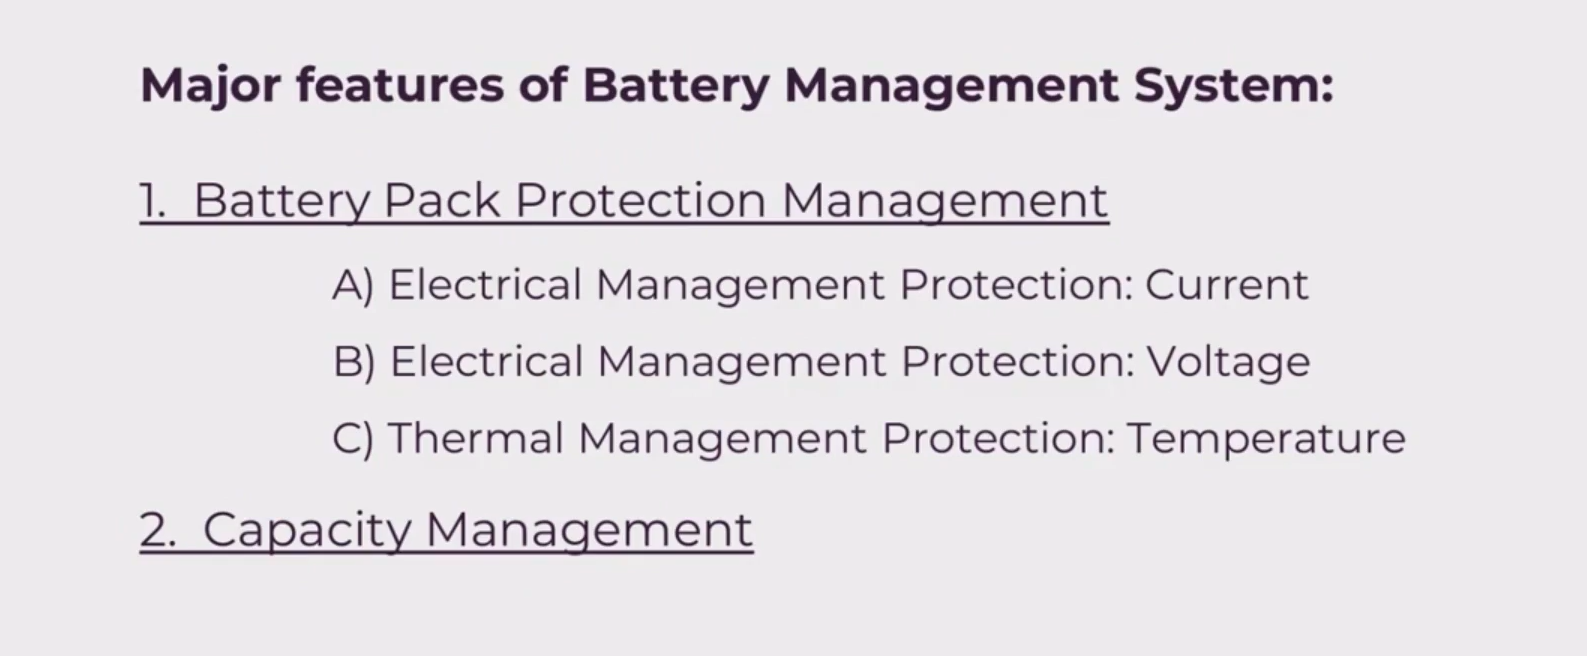 Major features of Battery Management System:
1. Battery Pack Protection Management
A) Electrical Management Protection: Current
B) Electrical Management Protection: Voltage
C) Thermal Management Protection: Temperature
2. Capacity Management